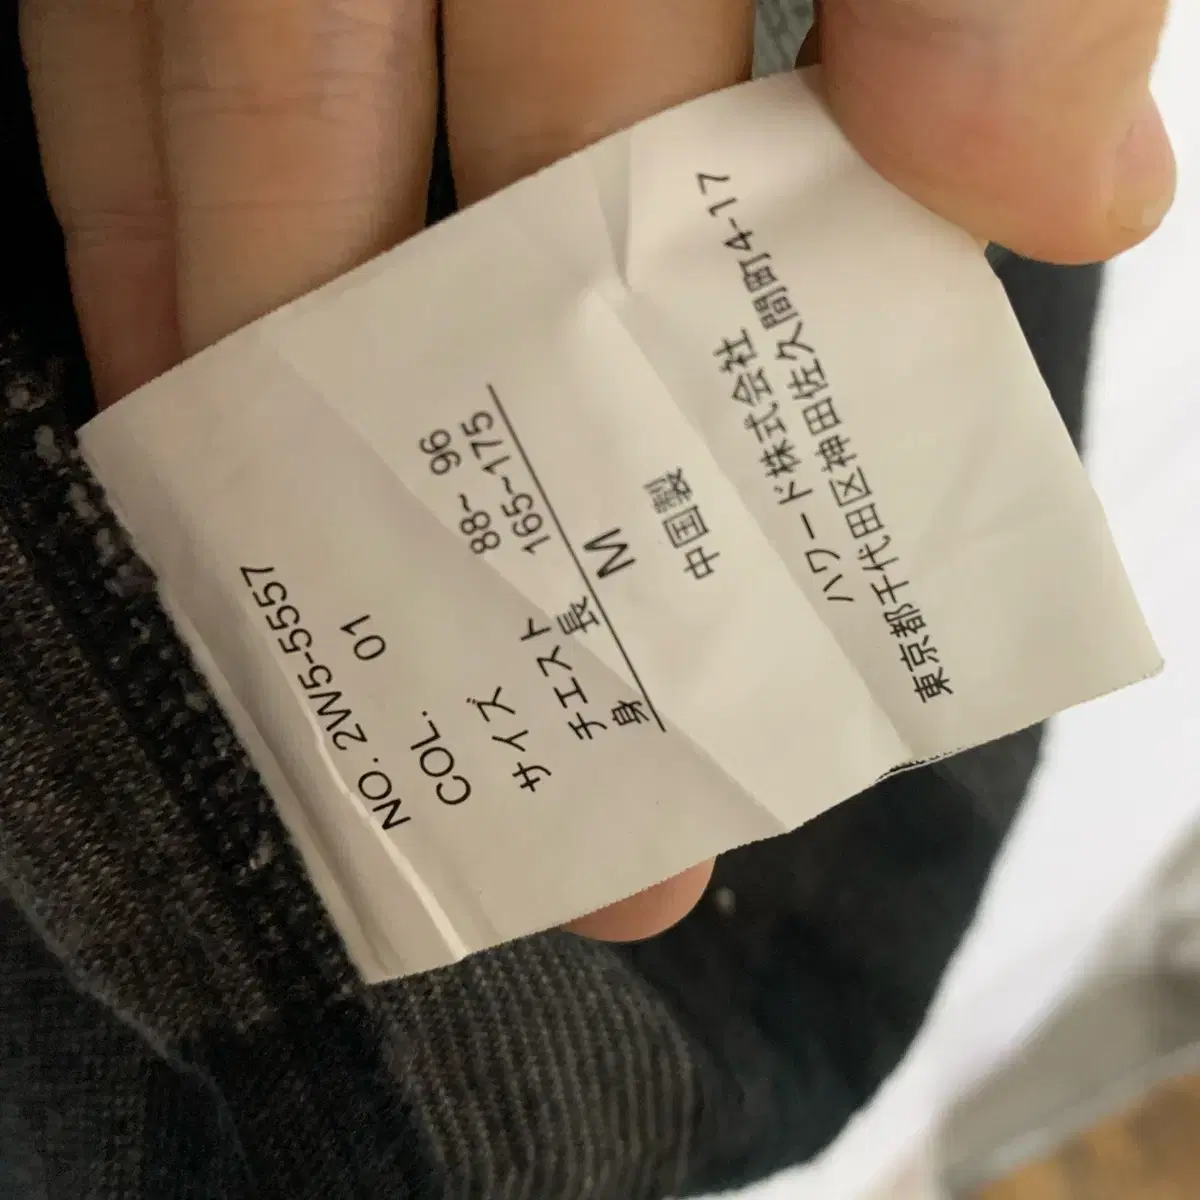 NO. 2W5-5557
COL. 01
サイズ
チエスト 88~ 96
身 長 165~175
M
中国製
ハワード株式会社
東京都千代田区神田佐久間町4-17